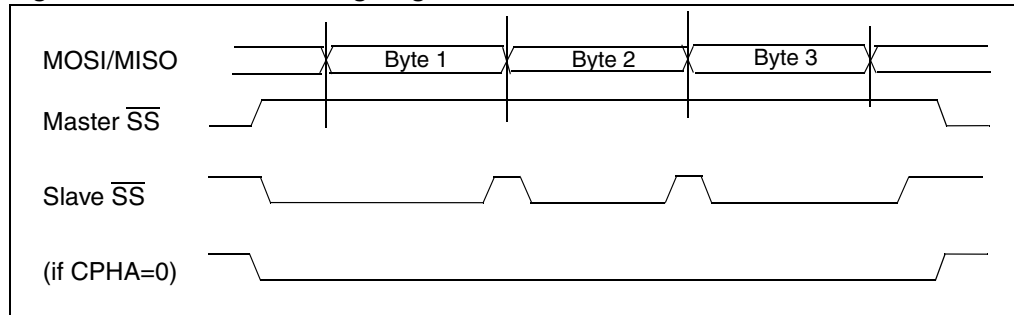 MOSI/MISO Byte 1 Byte 2 Byte 3
Master SS
Slave SS
(if CPHA=0)